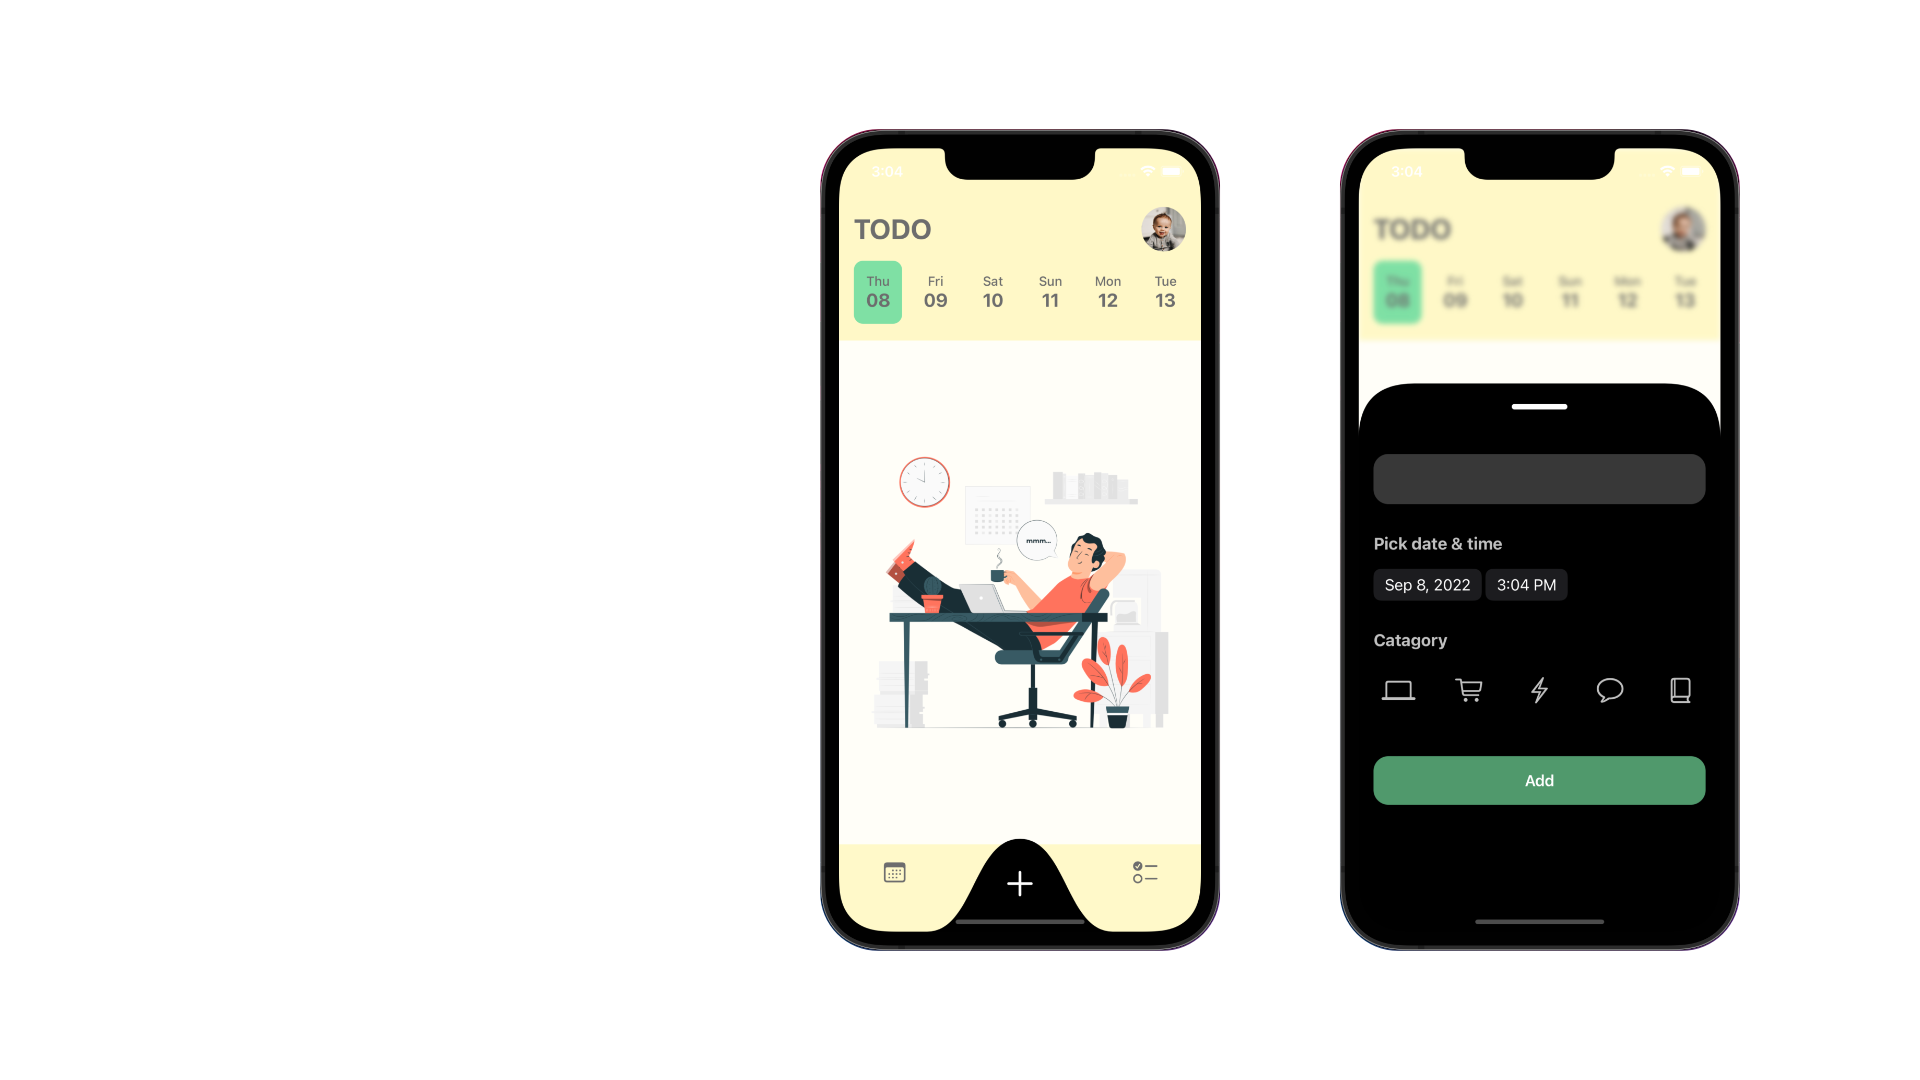 3:04
TODO
Thu Fri Sat Sun Mon Tue
08 09 10 11 12 13
mmm...
3:04
TODO
Thu Fri Sat Sun Mon Tue
08 09 10 11 12 13
Pick date & time
Sep 8, 2022 3:04 PM
Catagory
Add